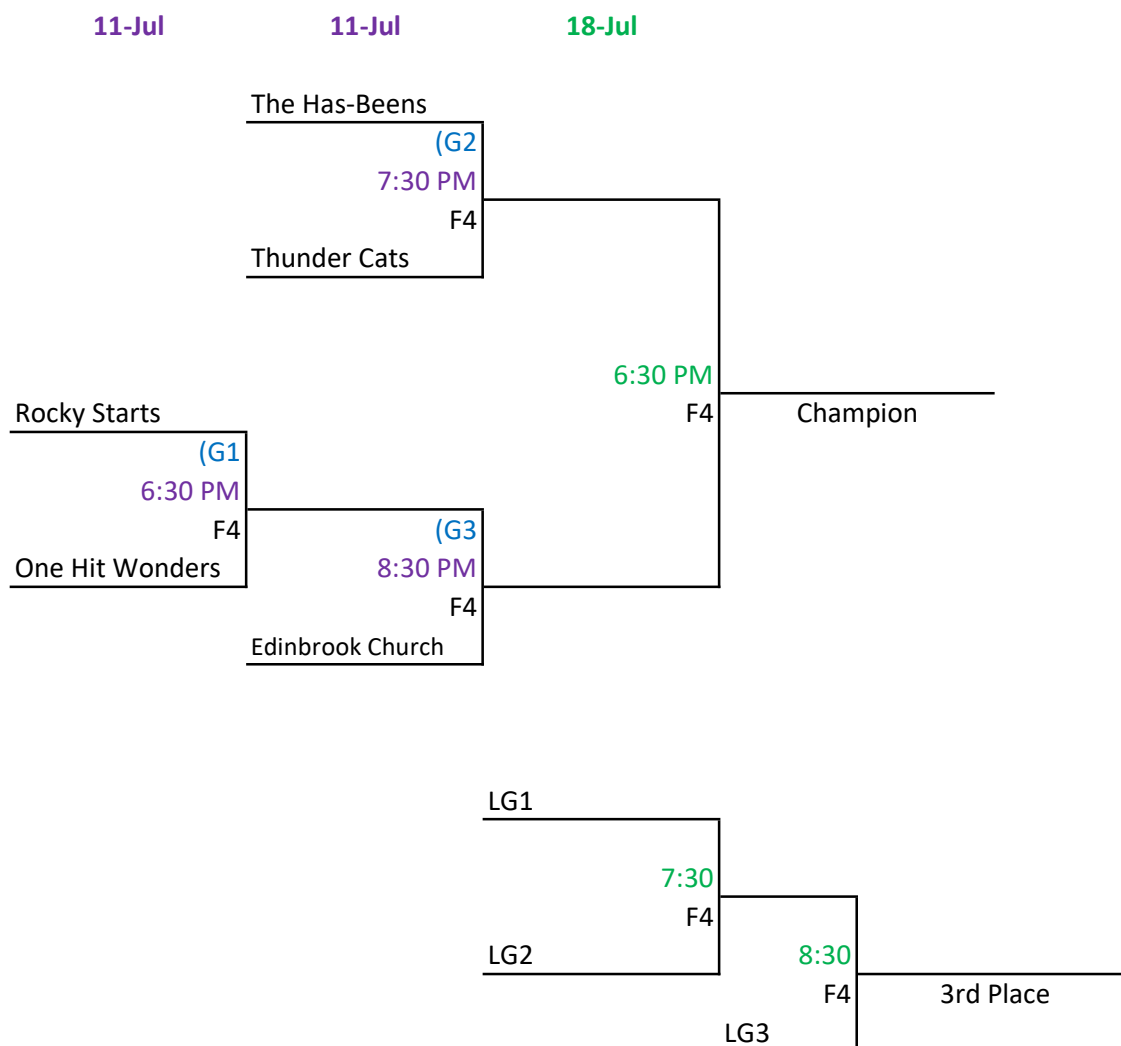 11-Jul 11-Jul 18-Jul
The Has-Beens
(G2
7:30 PM
F4
Thunder Cats
6:30 PM
Rocky Starts
F4 Champion
(G1
6:30 PM
F4
(G3
One Hit Wonders
8:30 PM
F4
Edinbrook Church
LG1
7:30
F4
LG2
8:30
F4
3rd Place
LG3